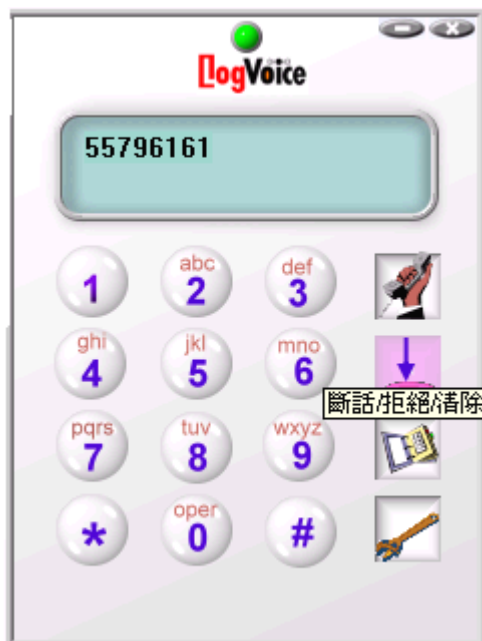 LogVoice
55796161
1
abc
2
def
3
ghi
4
jkl
5
mno
6
斷話/拒絕/清除
pqrs
7
tuv
8
wxyz
9
*
oper
0
#